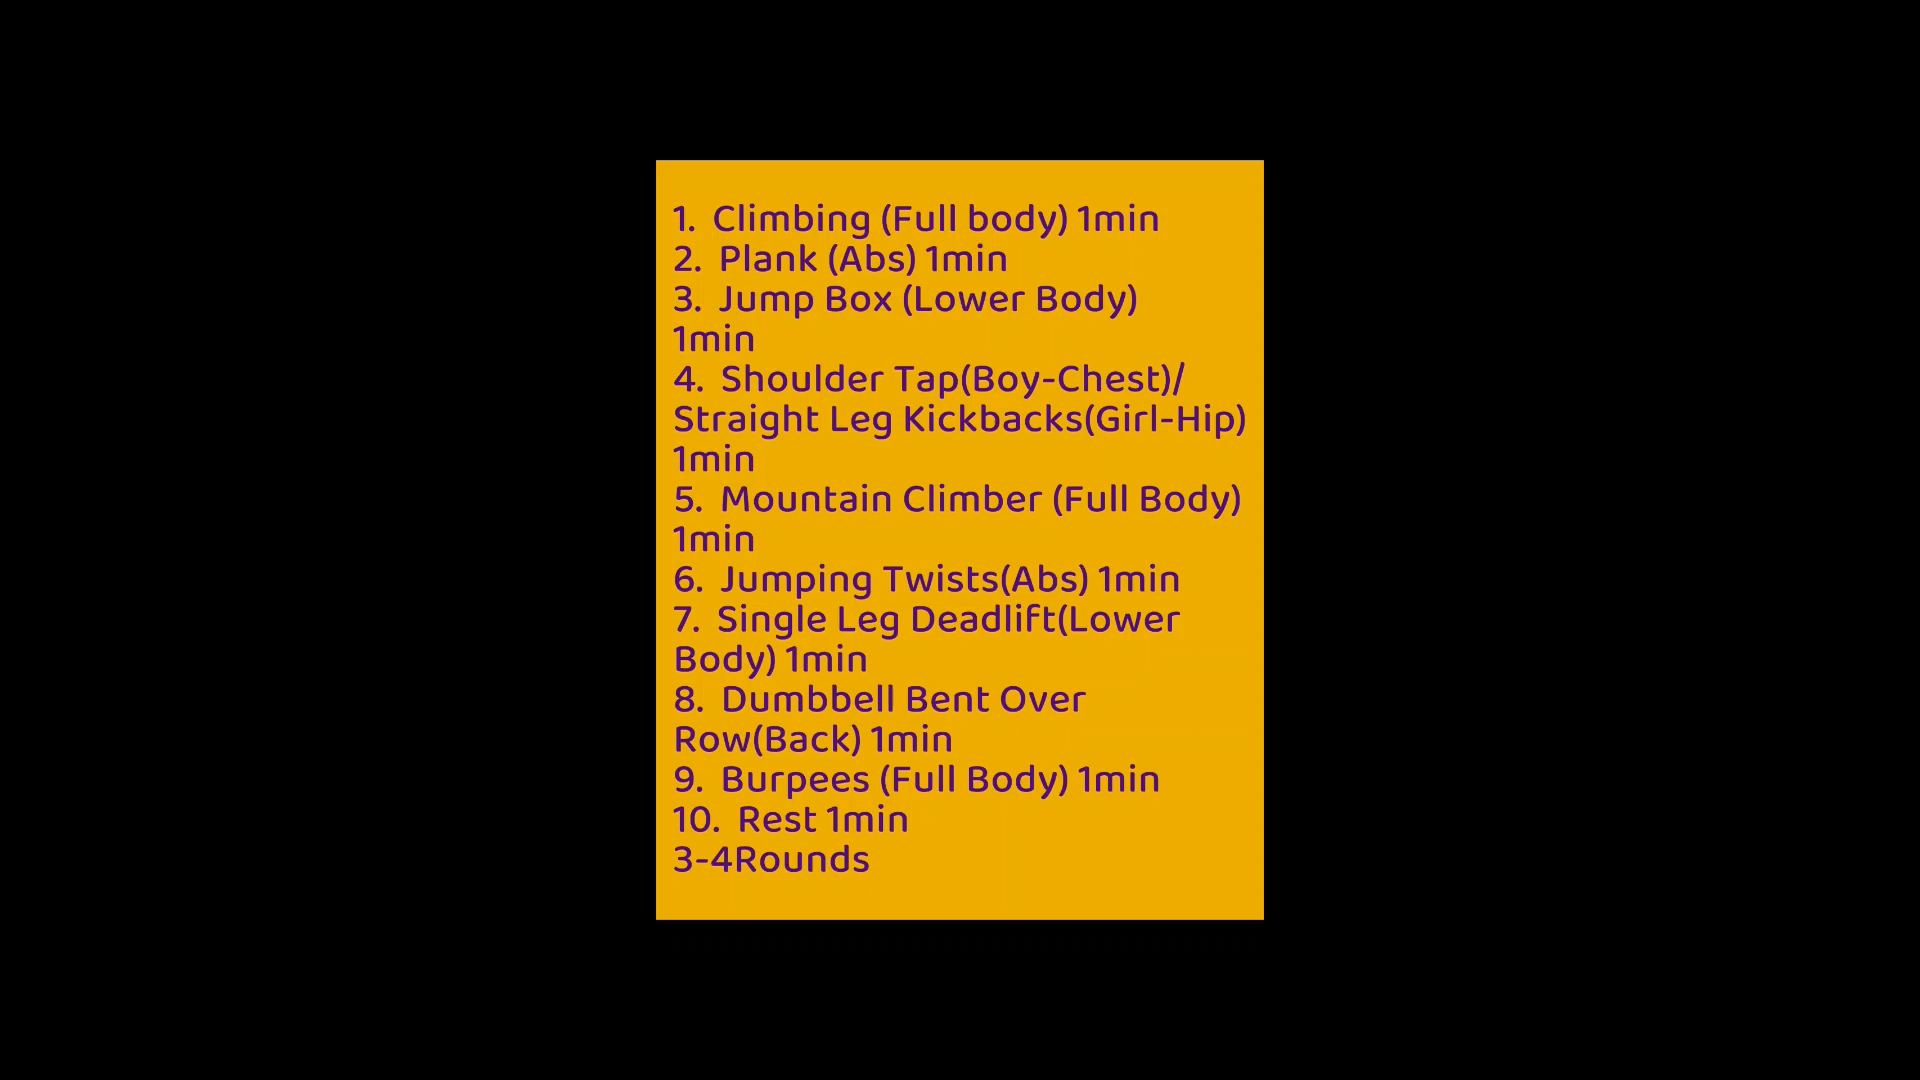 1. Climbing (Full body) 1min
2. Plank (Abs) 1min
3. Jump Box (Lower Body)
1min
4. Shoulder Tap(Boy-Chest)/
Straight Leg Kickbacks(Girl-Hip)
1min
5. Mountain Climber (Full Body)
1min
6. Jumping Twists(Abs) 1min
7. Single Leg Deadlift(Lower
Body) 1min
8. Dumbbell Bent Over
Row(Back) 1min
9. Burpees (Full Body) 1min
10. Rest 1min
3-4Rounds